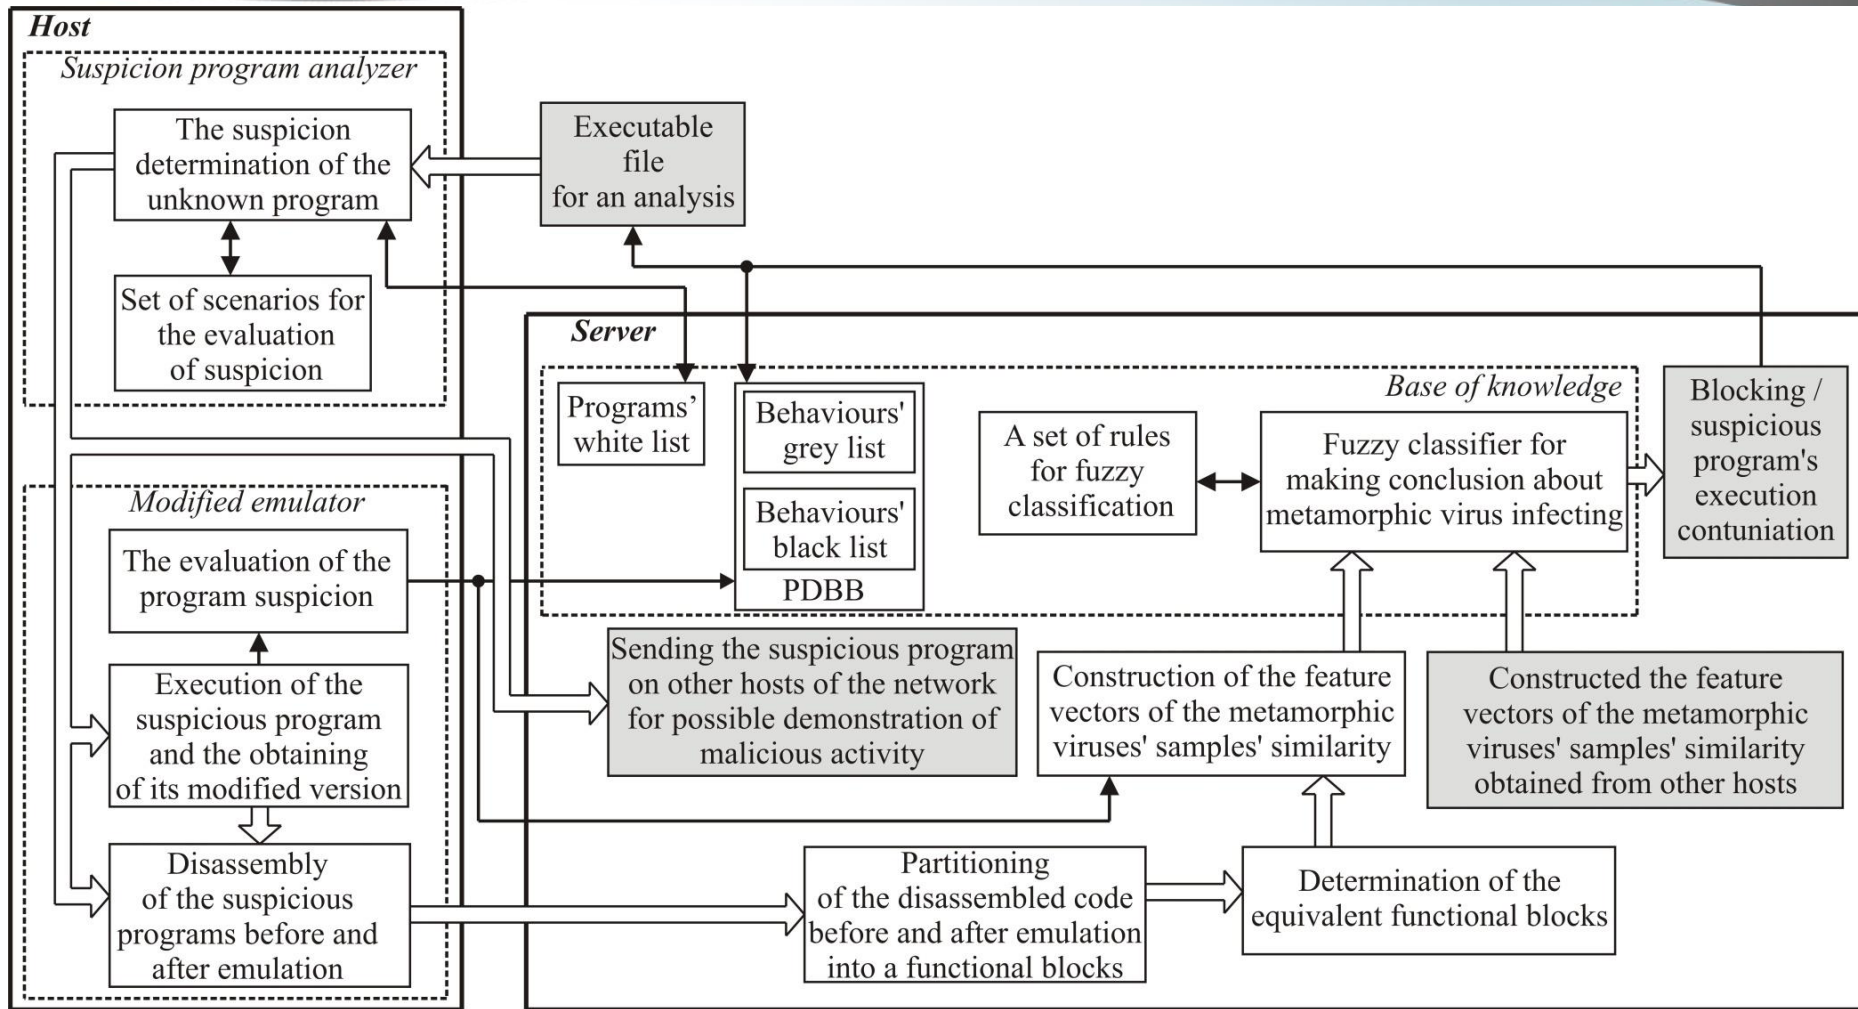 Host
Suspicion program analyzer
The suspicion
determination of the
unknown program
Set of scenarios for
the evaluation
of suspicion
Executable
file
for an analysis
Server
Base of knowledge
Programs’
white list
Behaviours'
grey list
Behaviours'
black list
PDBB
A set of rules
for fuzzy
classification
Fuzzy classifier for
making conclusion about
metamorphic virus infecting
Blocking /
suspicious
program's
execution
contuniation
Modified emulator
The evaluation of the
program suspicion
Execution of the
suspicious program
and the obtaining
of its modified version
Disassembly
of the suspicious
programs before and
after emulation
Sending the suspicious program
on other hosts of the network
for possible demonstration of
malicious activity
Construction of the feature
vectors of the metamorphic
viruses' samples' similarity
Constructed the feature
vectors of the metamorphic
viruses' samples' similarity
obtained from other hosts
Partitioning
of the disassembled code
before and after emulation
into a functional blocks
Determination of the
equivalent functional blocks